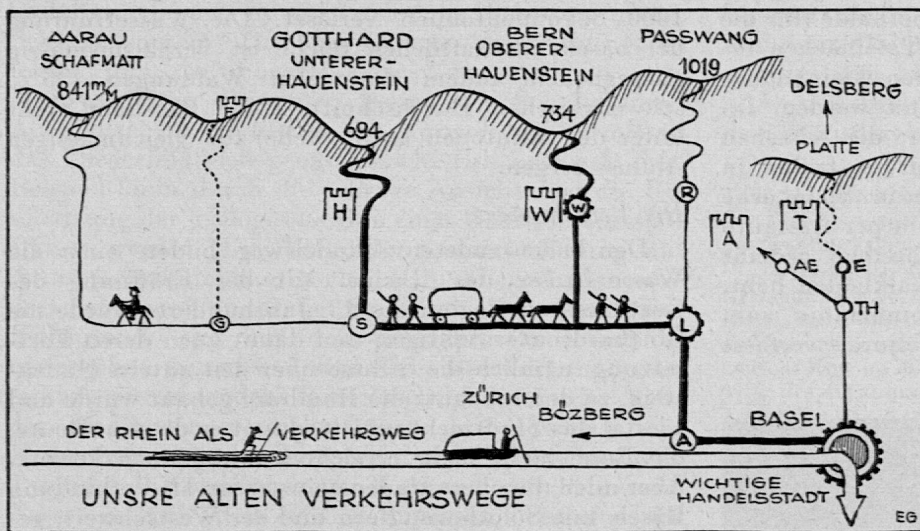 AARAU
SCHAFMATT
841 m/M
F
GOTTHARD
UNTERER-
HAUENSTEIN
694
BERN
OBERER-
HAUENSTEIN
734
PASSWANG
1019
DELSBERG
PLATTE
H
W
W
R
A
T
AE
E
TH
G
S
L
ZÜRICH
BÖZBERG
A
BASEL
DER RHEIN ALS VERKEHRSWEG
UNSRE ALTEN VERKEHRSWEGE
WICHTIGE
HANDELSSTADT
EG